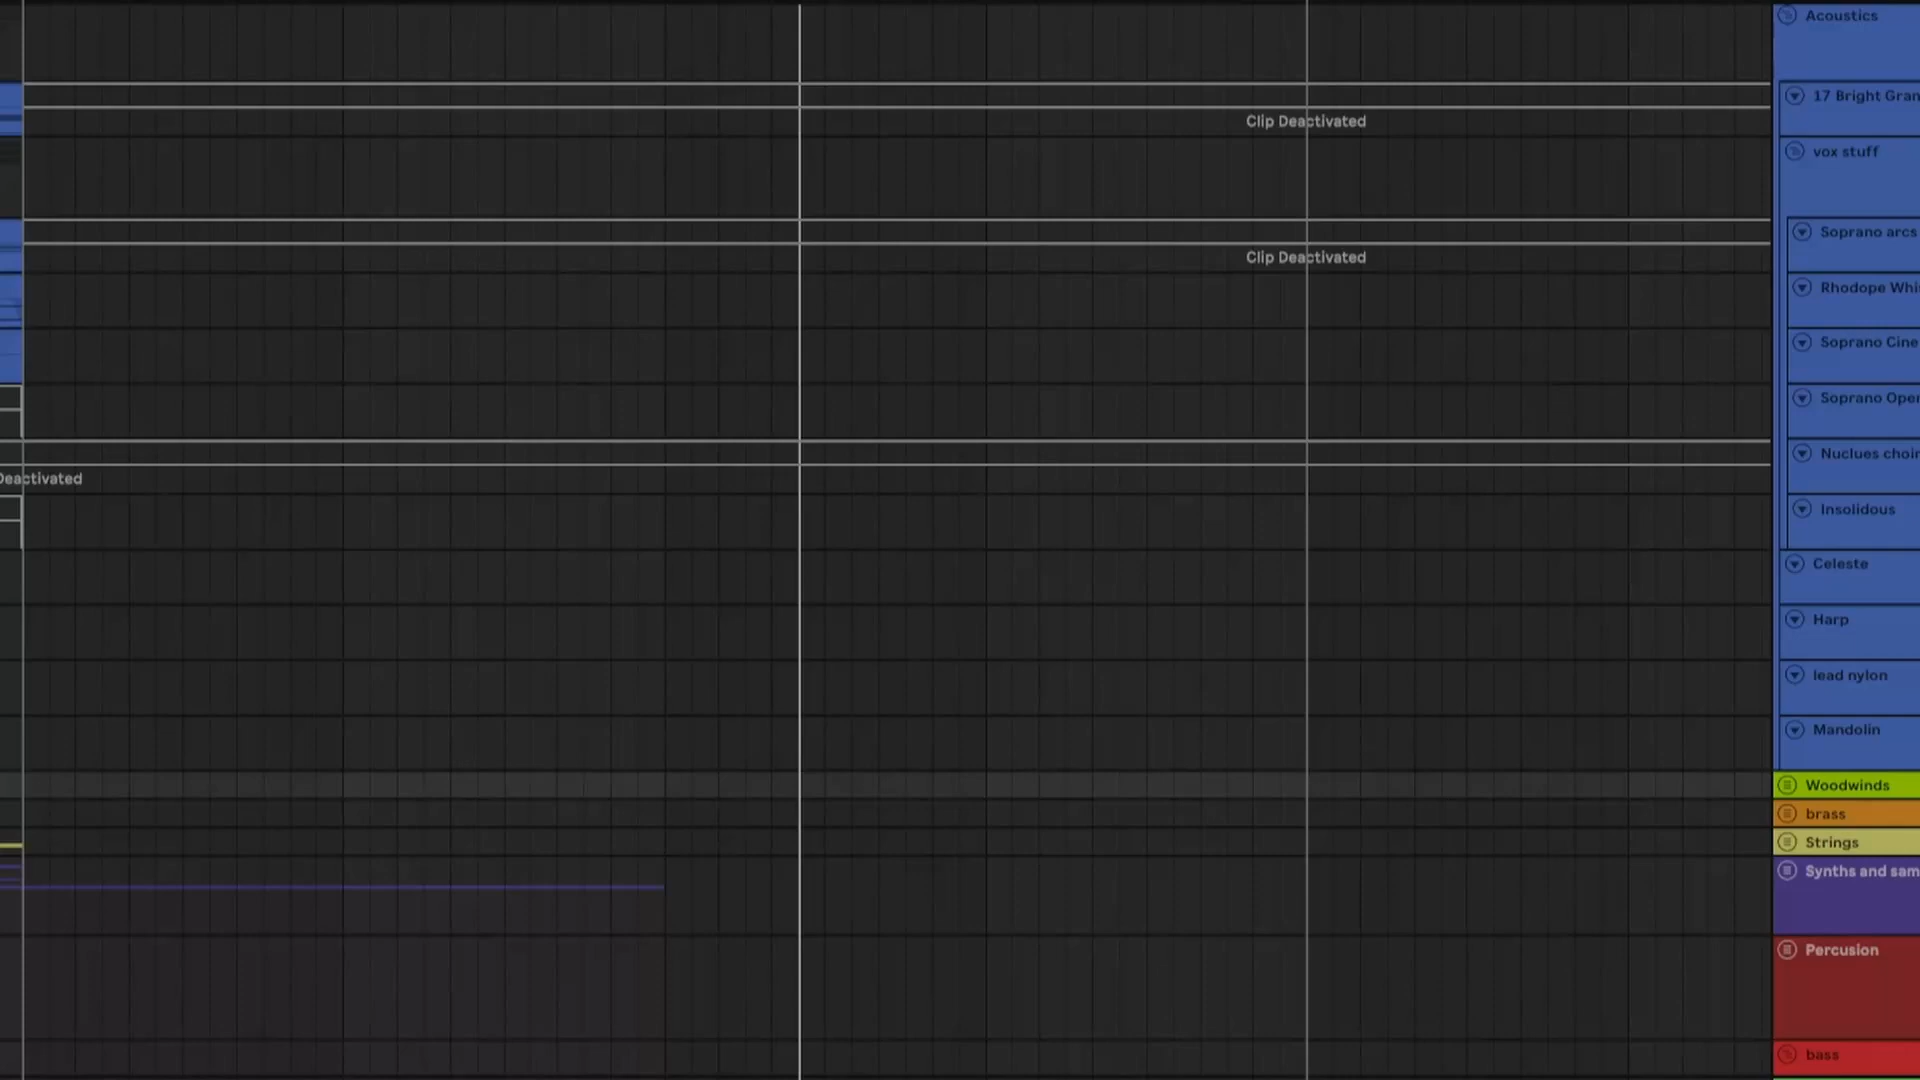 Acoustics
17 Bright Gran
Clip Deactivated
vox stuff
Soprano arcs
Clip Deactivated
Rhodope Whis
Soprano Cine
Soprano Oper
Nuclues choir
Deactivated
Insolidous
Celeste
Harp
lead nylon
Mandolin
Woodwinds
brass
Strings
Synths and sam
Percusion
bass